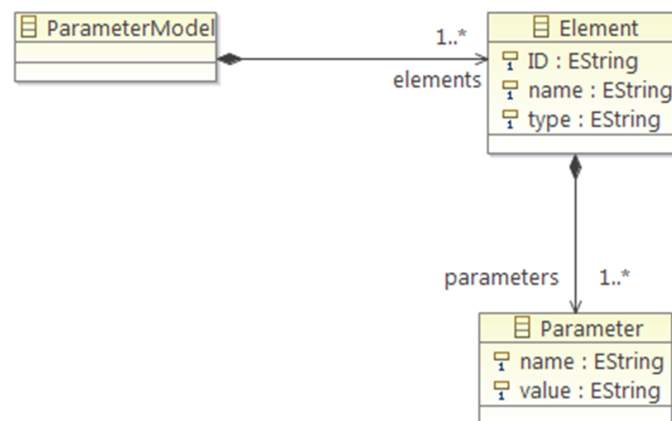 ParameterModel
1..*
elements
Element
ID : EString
name : EString
type : EString
parameters 1..*
Parameter
name : EString
value : EString